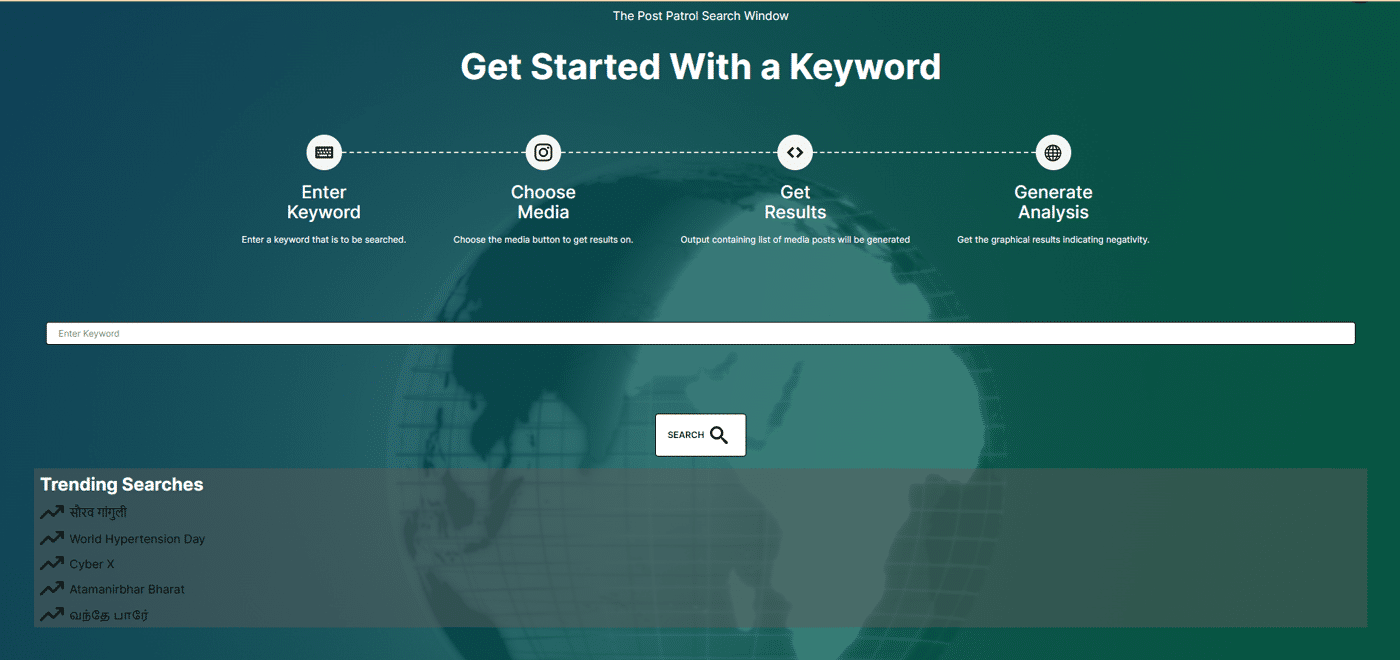 The Post Patrol Search Window
Get Started With a Keyword
Enter
Keyword
Choose
Media
Get
Results
Generate
Analysis
Enter a keyword that is to be searched.
Choose the media button to get results on.
Output containing list of media posts will be generated
Get the graphical results indicating negativity.
Enter Keyword
SEARCH
Trending Searches
सौरव गांगुली
World Hypertension Day
Cyber X
Atamanirbhar Bharat
வந்தே பாரே்